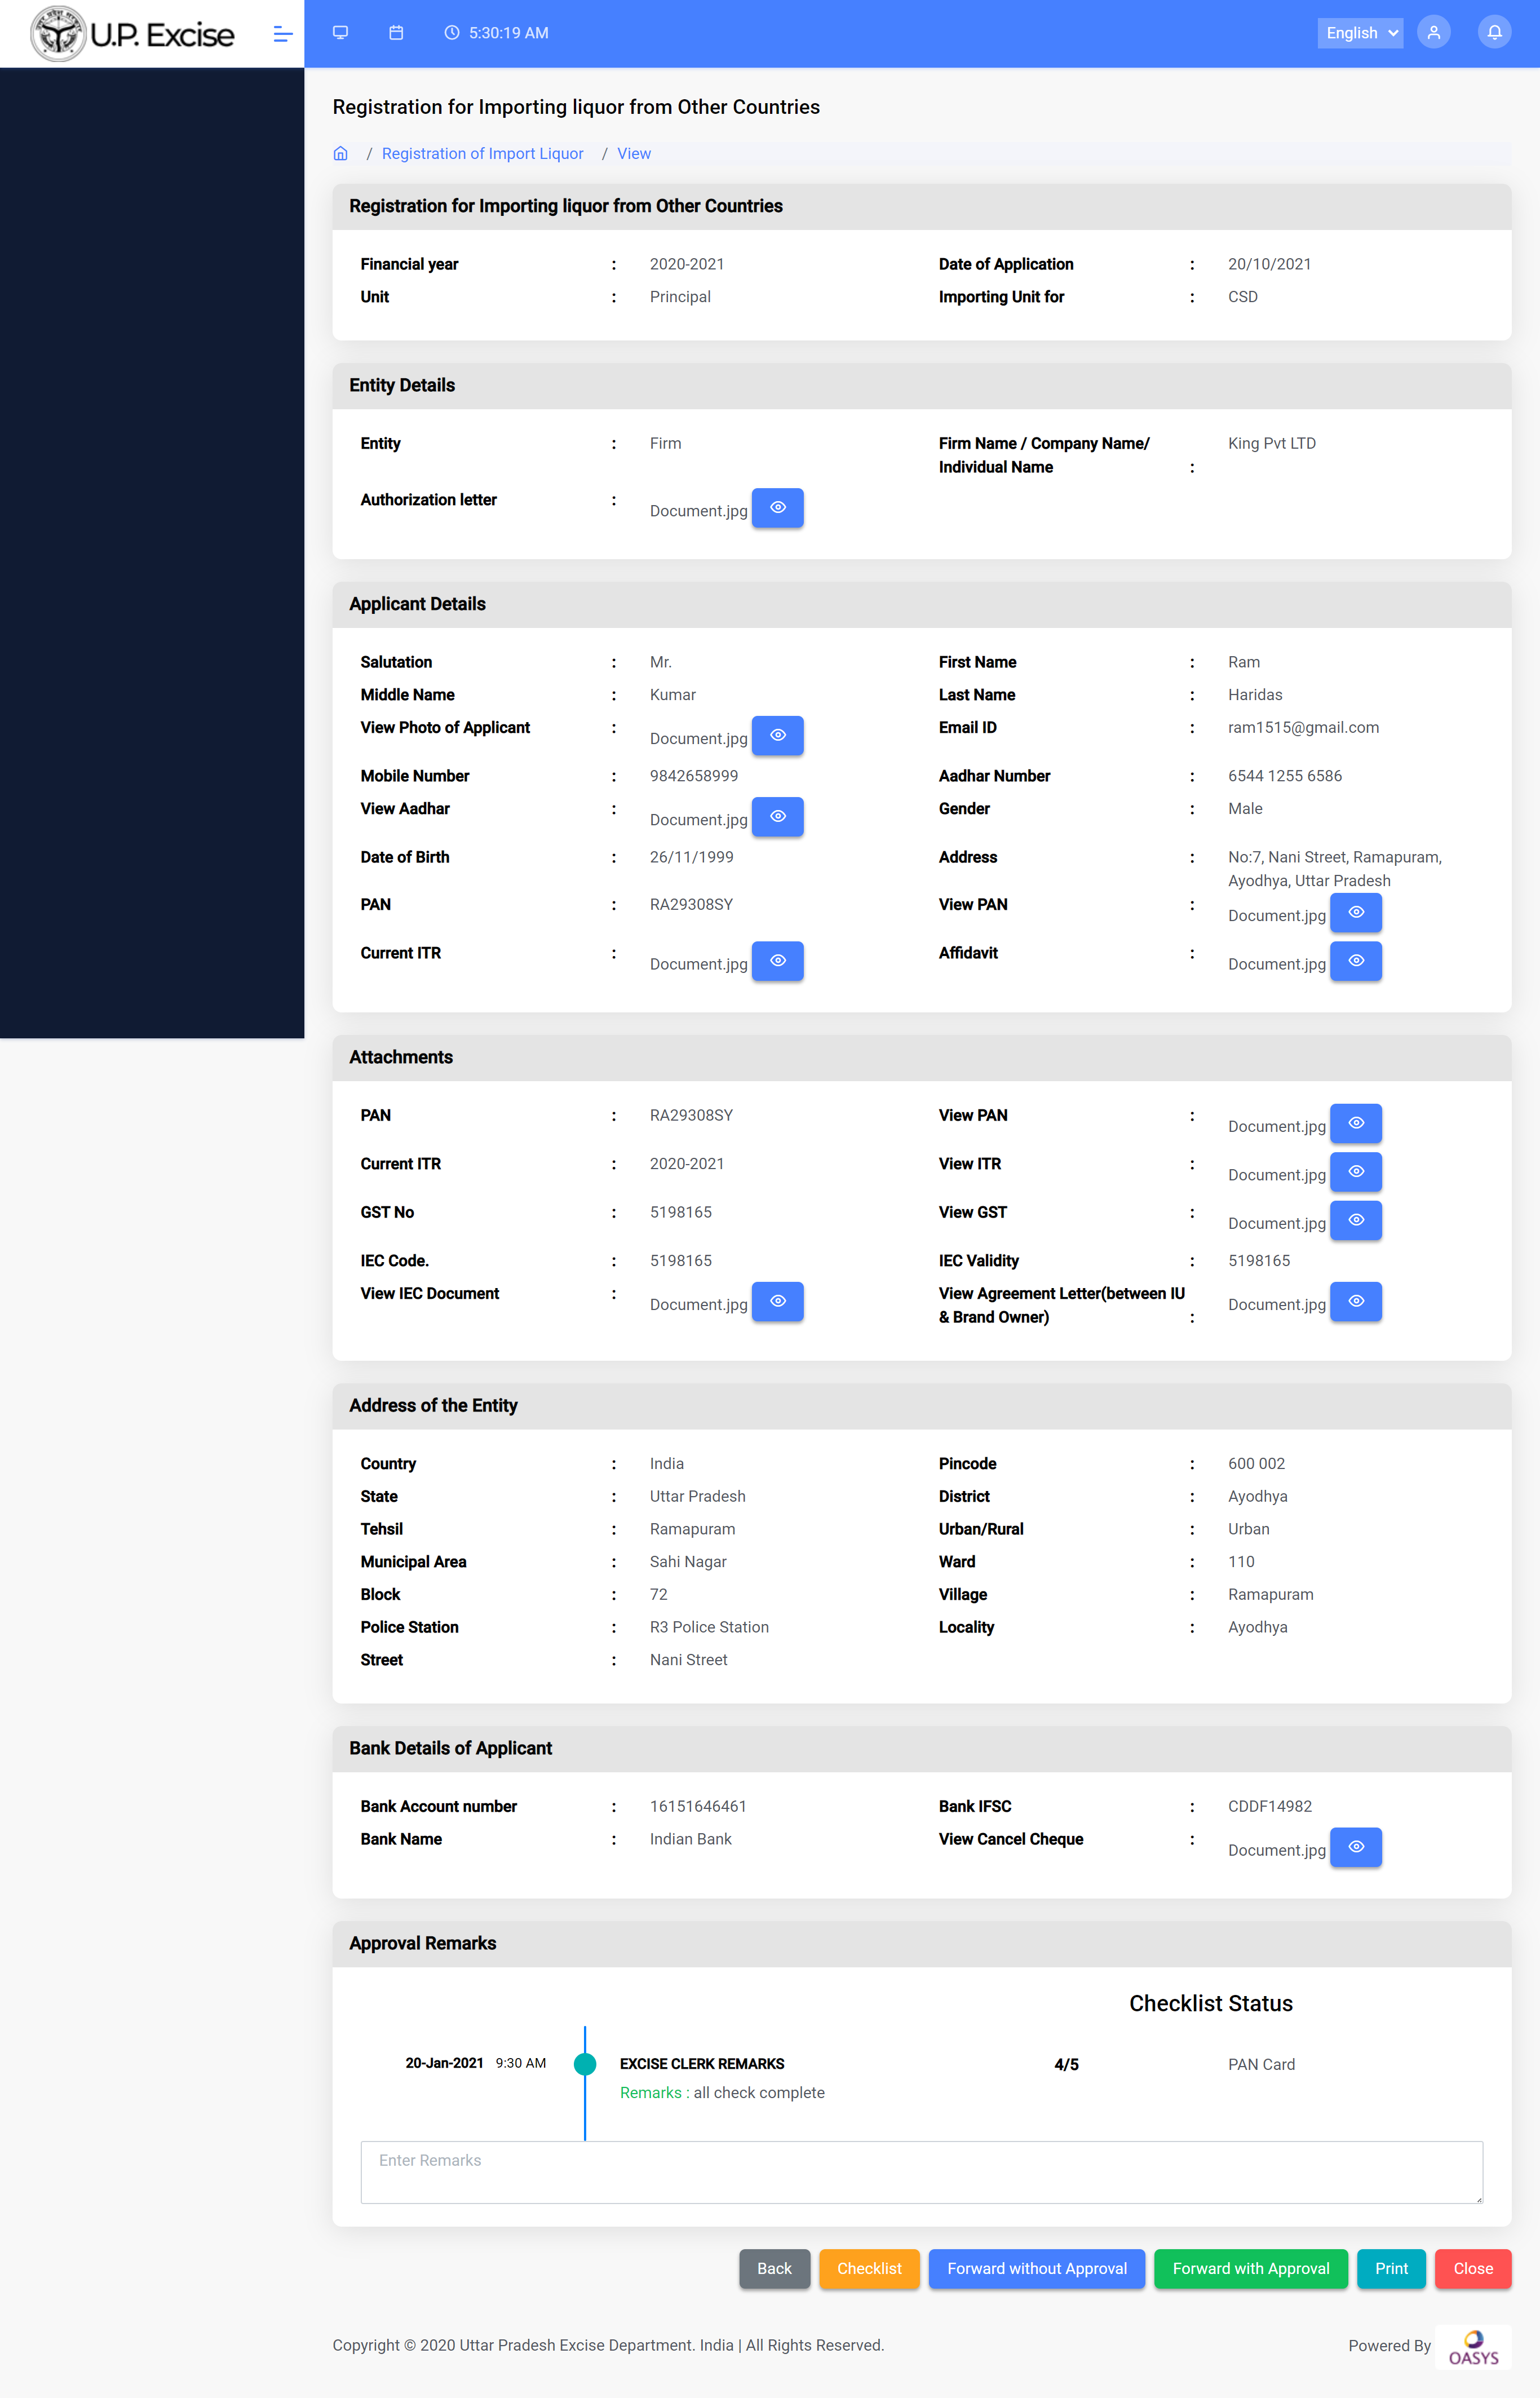 U.P. Excise
5:30:19 AM
English
Registration for Importing liquor from Other Countries
/ Registration of Import Liquor / View
Registration for Importing liquor from Other Countries
Financial year : 2020-2021 Date of Application : 20/10/2021
Unit : Principal Importing Unit for : CSD
Entity Details
Entity : Firm Firm Name / Company Name/ King Pvt LTD
Individual Name :
Authorization letter : Document.jpg
Applicant Details
Salutation : Mr. First Name : Ram
Middle Name : Kumar Last Name : Haridas
View Photo of Applicant : Document.jpg Email ID : ram1515@gmail.com
Mobile Number : 9842658999 Aadhar Number : 6544 1255 6586
View Aadhar : Document.jpg Gender : Male
Date of Birth : 26/11/1999 Address : No:7, Nani Street, Ramapuram,
Ayodhya, Uttar Pradesh
PAN : RA29308SY View PAN : Document.jpg
Current ITR : Document.jpg Affidavit : Document.jpg
Attachments
PAN : RA29308SY View PAN : Document.jpg
Current ITR : 2020-2021 View ITR : Document.jpg
GST No : 5198165 View GST : Document.jpg
IEC Code. : 5198165 IEC Validity : 5198165
View IEC Document : Document.jpg View Agreement Letter(between IU Document.jpg
& Brand Owner) :
Address of the Entity
Country : India Pincode : 600 002
State : Uttar Pradesh District : Ayodhya
Tehsil : Ramapuram Urban/Rural : Urban
Municipal Area : Sahi Nagar Ward : 110
Block : 72 Village : Ramapuram
Police Station : R3 Police Station Locality : Ayodhya
Street : Nani Street
Bank Details of Applicant
Bank Account number : 16151646461 Bank IFSC : CDDF14982
Bank Name : Indian Bank View Cancel Cheque : Document.jpg
Approval Remarks
Checklist Status
20-Jan-2021 9:30 AM EXCISE CLERK REMARKS 4/5 PAN Card
Remarks : all check complete
Enter Remarks
Back Checklist Forward without Approval Forward with Approval Print Close
Copyright © 2020 Uttar Pradesh Excise Department. India | All Rights Reserved. Powered By OASYS